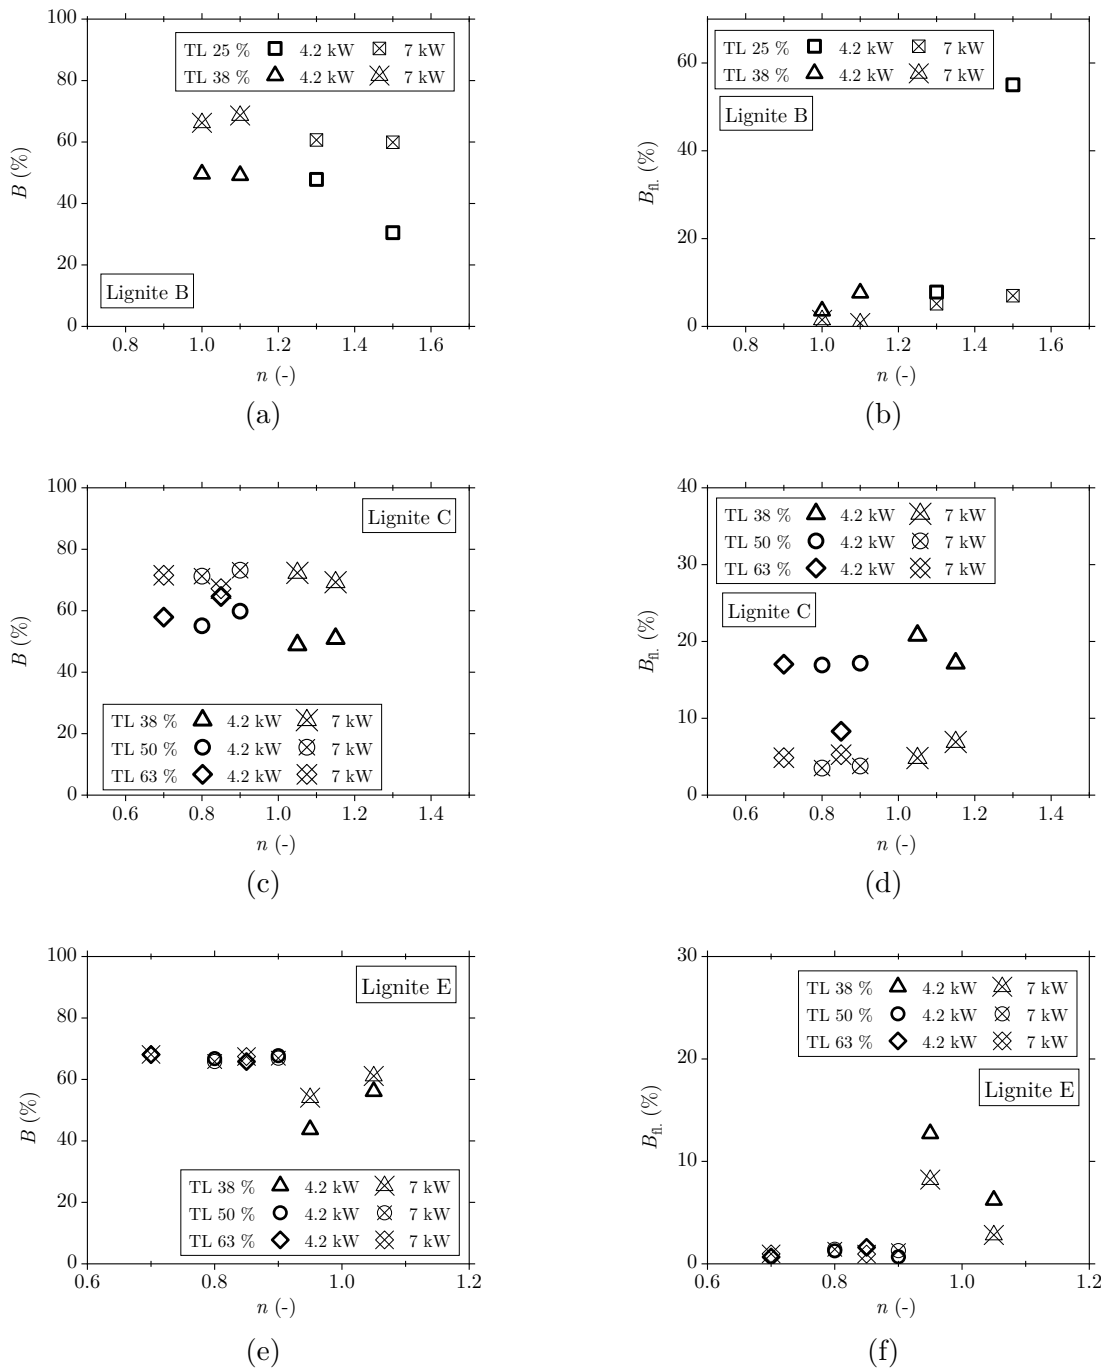 100
80
60
40
20
0
B (%)
TL 25 % 4.2 kW 7 kW
TL 38 % 4.2 kW 7 kW
Lignite B
0.8 1.0 1.2 1.4 1.6
n (-)
(a)
60
40
20
0
B fl. (%)
TL 25 % 4.2 kW 7 kW
TL 38 % 4.2 kW 7 kW
Lignite B
0.8 1.0 1.2 1.4 1.6
n (-)
(b)
100
80
60
40
20
0
B (%)
Lignite C
TL 38 % 4.2 kW 7 kW
TL 50 % 4.2 kW 7 kW
TL 63 % 4.2 kW 7 kW
0.6 0.8 1.0 1.2 1.4
n (-)
(c)
40
30
20
10
0
B fl. (%)
TL 38 % 4.2 kW 7 kW
TL 50 % 4.2 kW 7 kW
TL 63 % 4.2 kW 7 kW
Lignite C
0.6 0.8 1.0 1.2 1.4
n (-)
(d)
100
80
60
40
20
0
B (%)
Lignite E
TL 38 % 4.2 kW 7 kW
TL 50 % 4.2 kW 7 kW
TL 63 % 4.2 kW 7 kW
0.6 0.8 1.0 1.2
n (-)
(e)
30
20
10
0
B fl. (%)
TL 38 % 4.2 kW 7 kW
TL 50 % 4.2 kW 7 kW
TL 63 % 4.2 kW 7 kW
Lignite E
0.6 0.8 1.0 1.2
n (-)
(f)